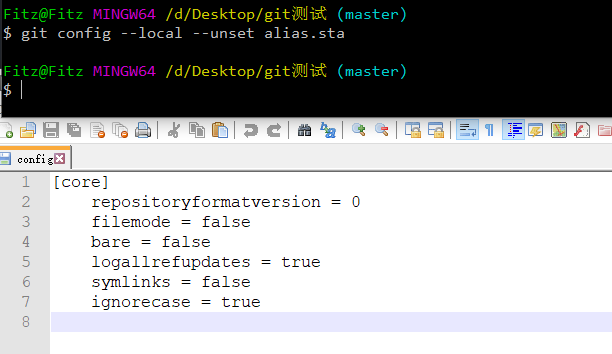 Fitz@Fitz MINGW64 /d/Desktop/git测试 (master)
$ git config --local --unset alias.sta
Fitz@Fitz MINGW64 /d/Desktop/git测试 (master)
$
config
1 [core]
2 repositoryformatversion = 0
3 filemode = false
4 bare = false
5 logallrefupdates = true
6 symlinks = false
7 ignorecase = true
8